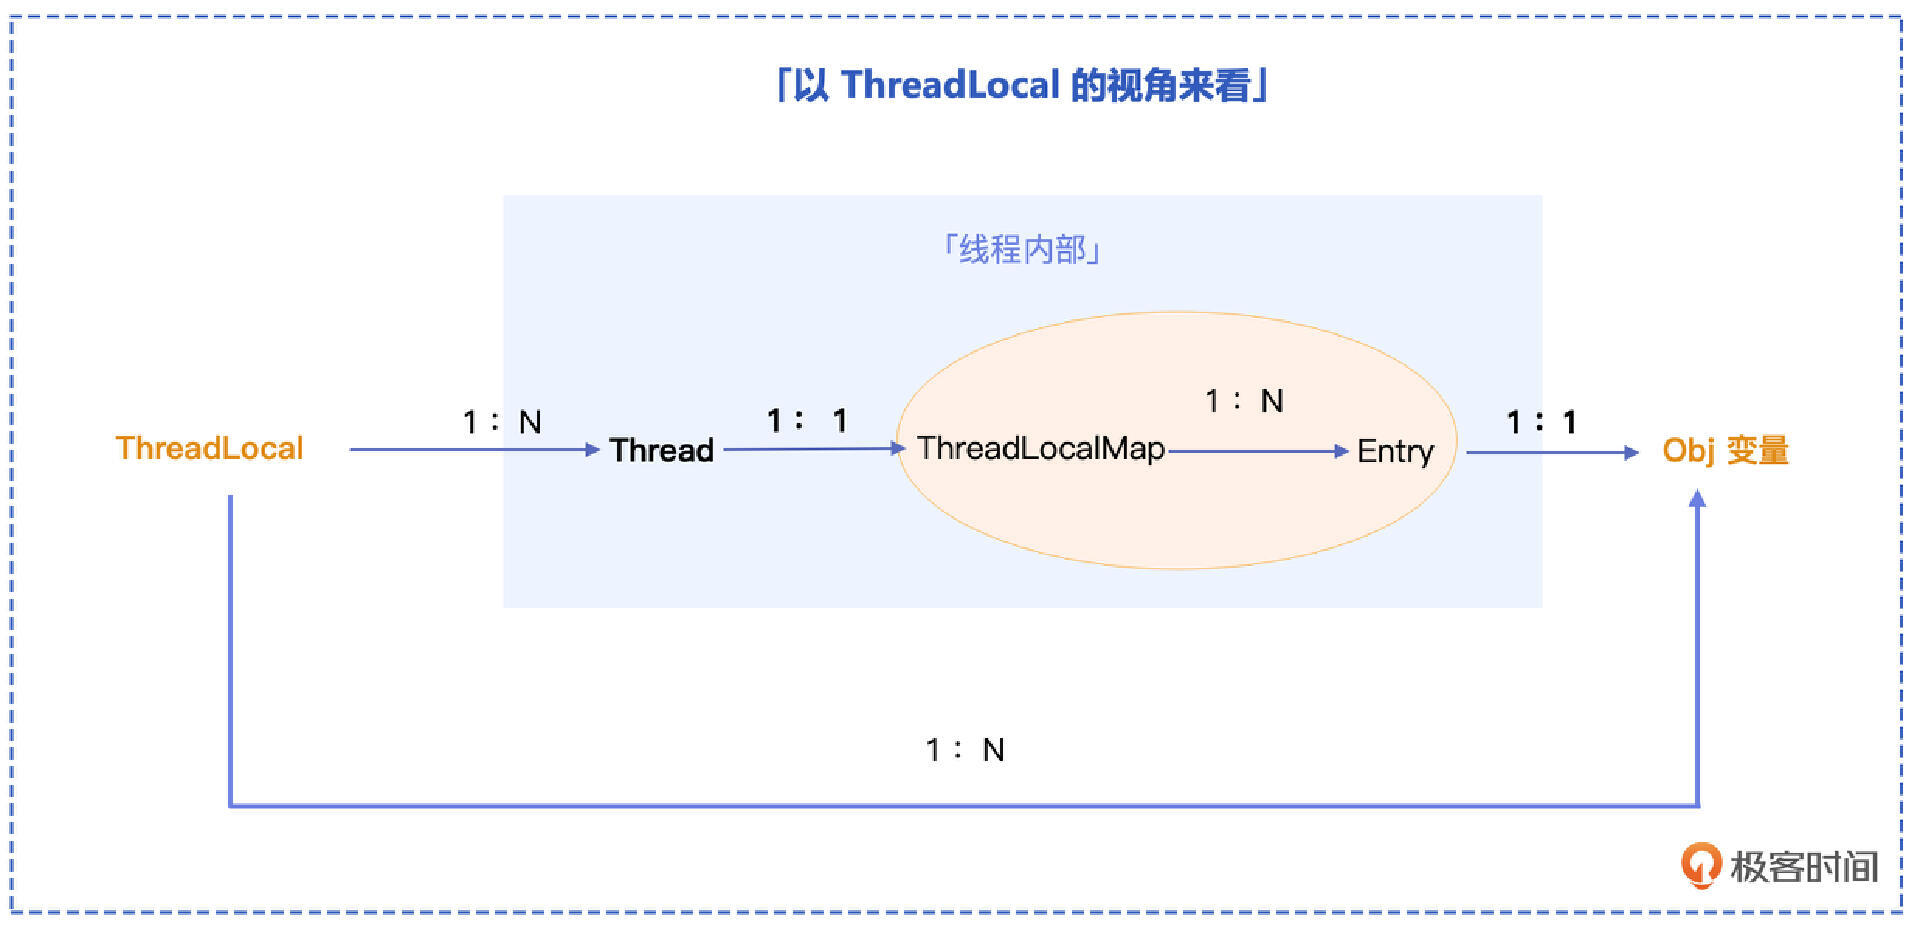 「以 ThreadLocal 的视角来看」
「线程内部」
1： N
1： 1
1： N
1：1
ThreadLocal
Thread
ThreadLocalMap
Entry
Obj 变量
1： N
极客时间